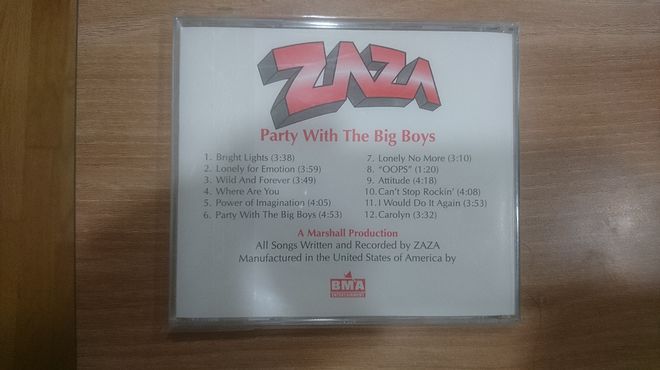 ZAZA
Party With The Big Boys
1. Bright Lights (3:38)
2. Lonely for Emotion (3:59)
3. Wild And Forever (3:49)
4. Where Are You
5. Power of Imagination (4:05)
6. Party With The Big Boys (4:53)
7. Lonely No More (3:10)
8. "OOPS" (1:20)
9. Attitude (4:18)
10. Can't Stop Rockin' (4:08)
11. I Would Do It Again (3:53)
12. Carolyn (3:32)
A Marshall Production
All Songs Written and Recorded by ZAZA
Manufactured in the United States of America by
BMA
ENTERTAINMENT